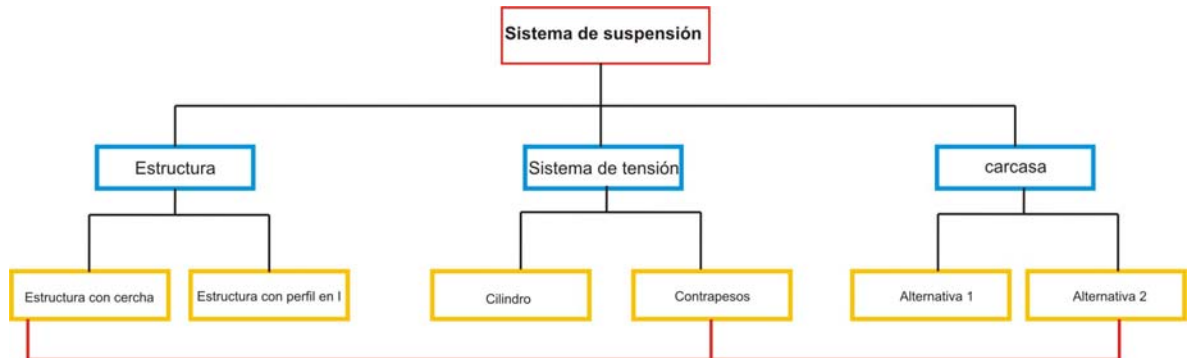 Sistema de suspensión
Estructura
Sistema de tensión
carcasa
Estructura con cercha
Estructura con perfil en I
Cilindro
Contrapesos
Alternativa 1
Alternativa 2